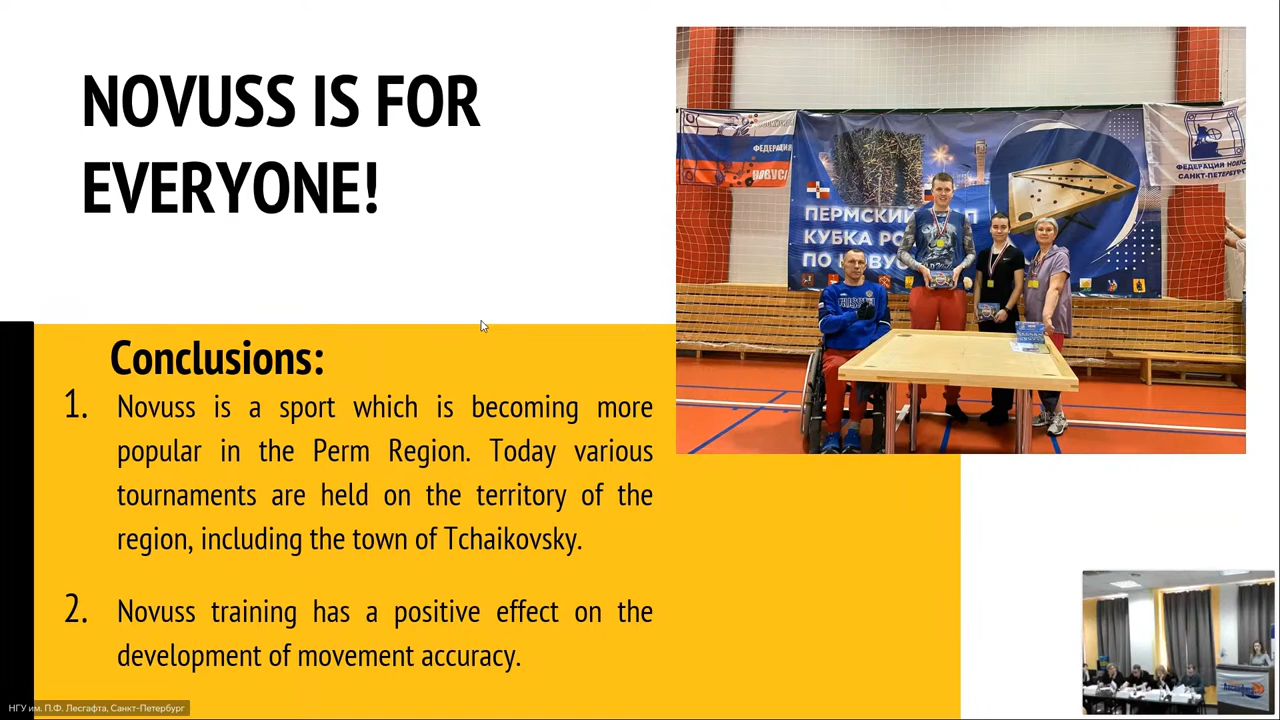 NOVUSS IS FOR
EVERYONE!
ФЕДЕРАЦИЯ
НОВУС
ФЕДЕРАЦИЯ НОВУС
САНКТ-ПЕТЕРБУРГ
ПЕРМСКИЙ
КУБКА
ПО
Conclusions:
1. Novuss is a sport which is becoming more
popular in the Perm Region. Today various
tournaments are held on the territory of the
region, including the town of Tchaikovsky.
2. Novuss training has a positive effect on the
development of movement accuracy.
НГУ им. П.Ф. Лесгафта, Санкт-Петербург